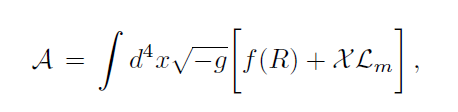 𝒜 = ∫ d⁴x√−g[f(R) + 𝒳ℒₘ],